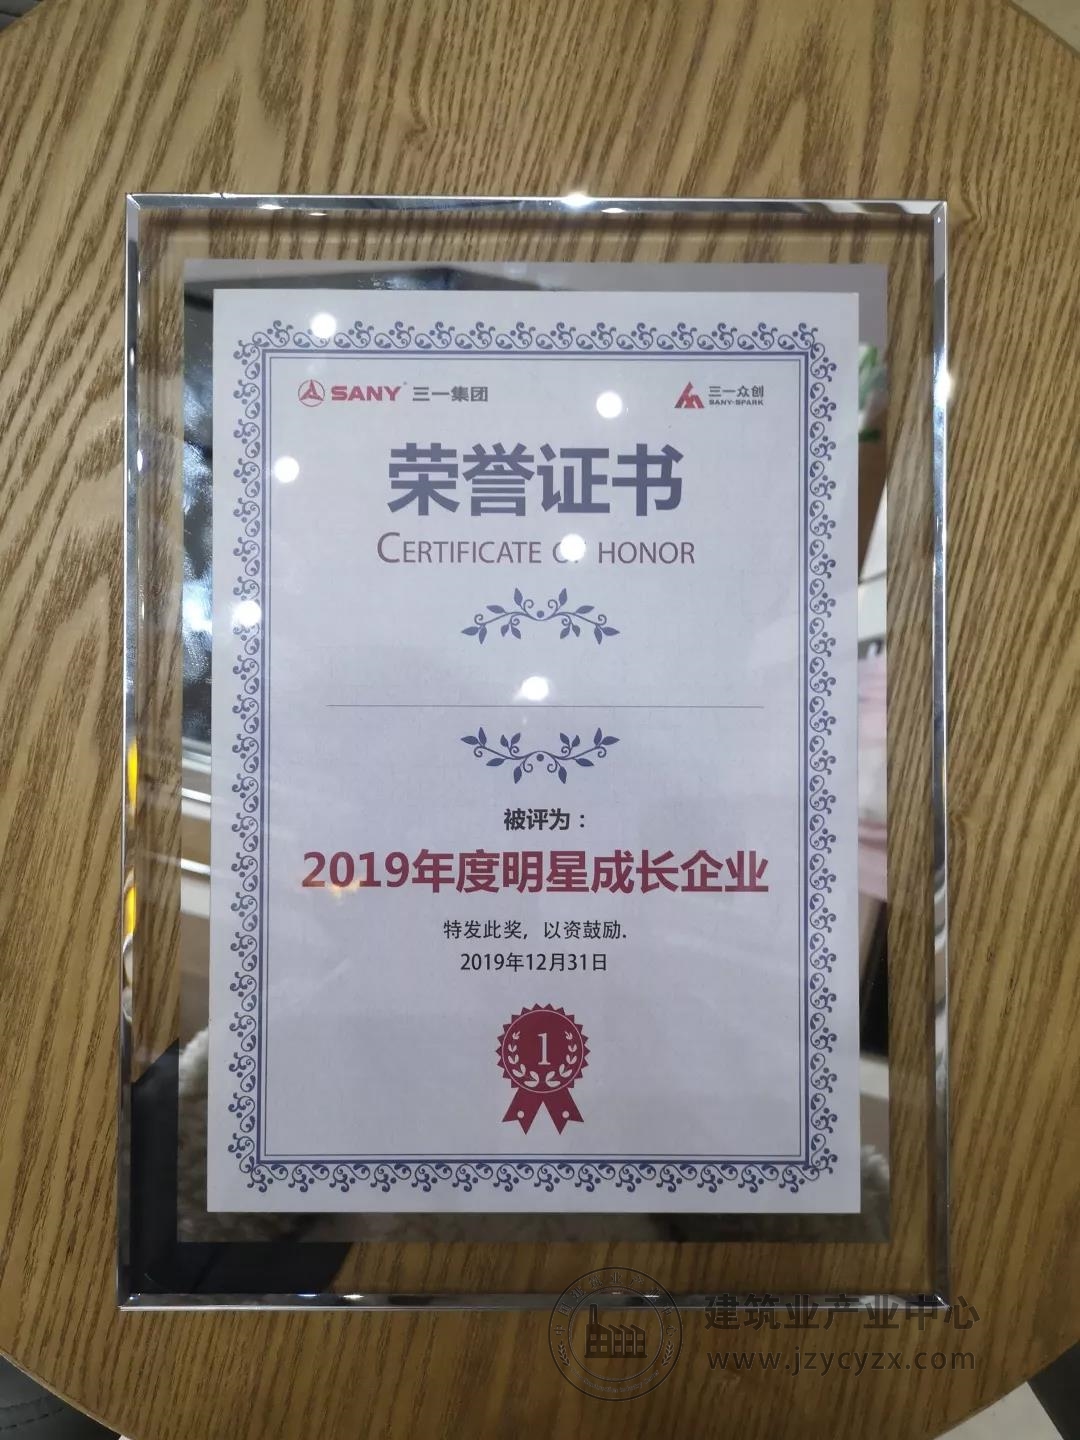 SANY 三一集团
三一众创
SANY-SPARK
荣誉证书
CERTIFICATE OF HONOR
被评为：
2019年度明星成长企业
特发此奖，以资鼓励.
2019年12月31日
1
建筑业产业中心
www.jzycyzx.com